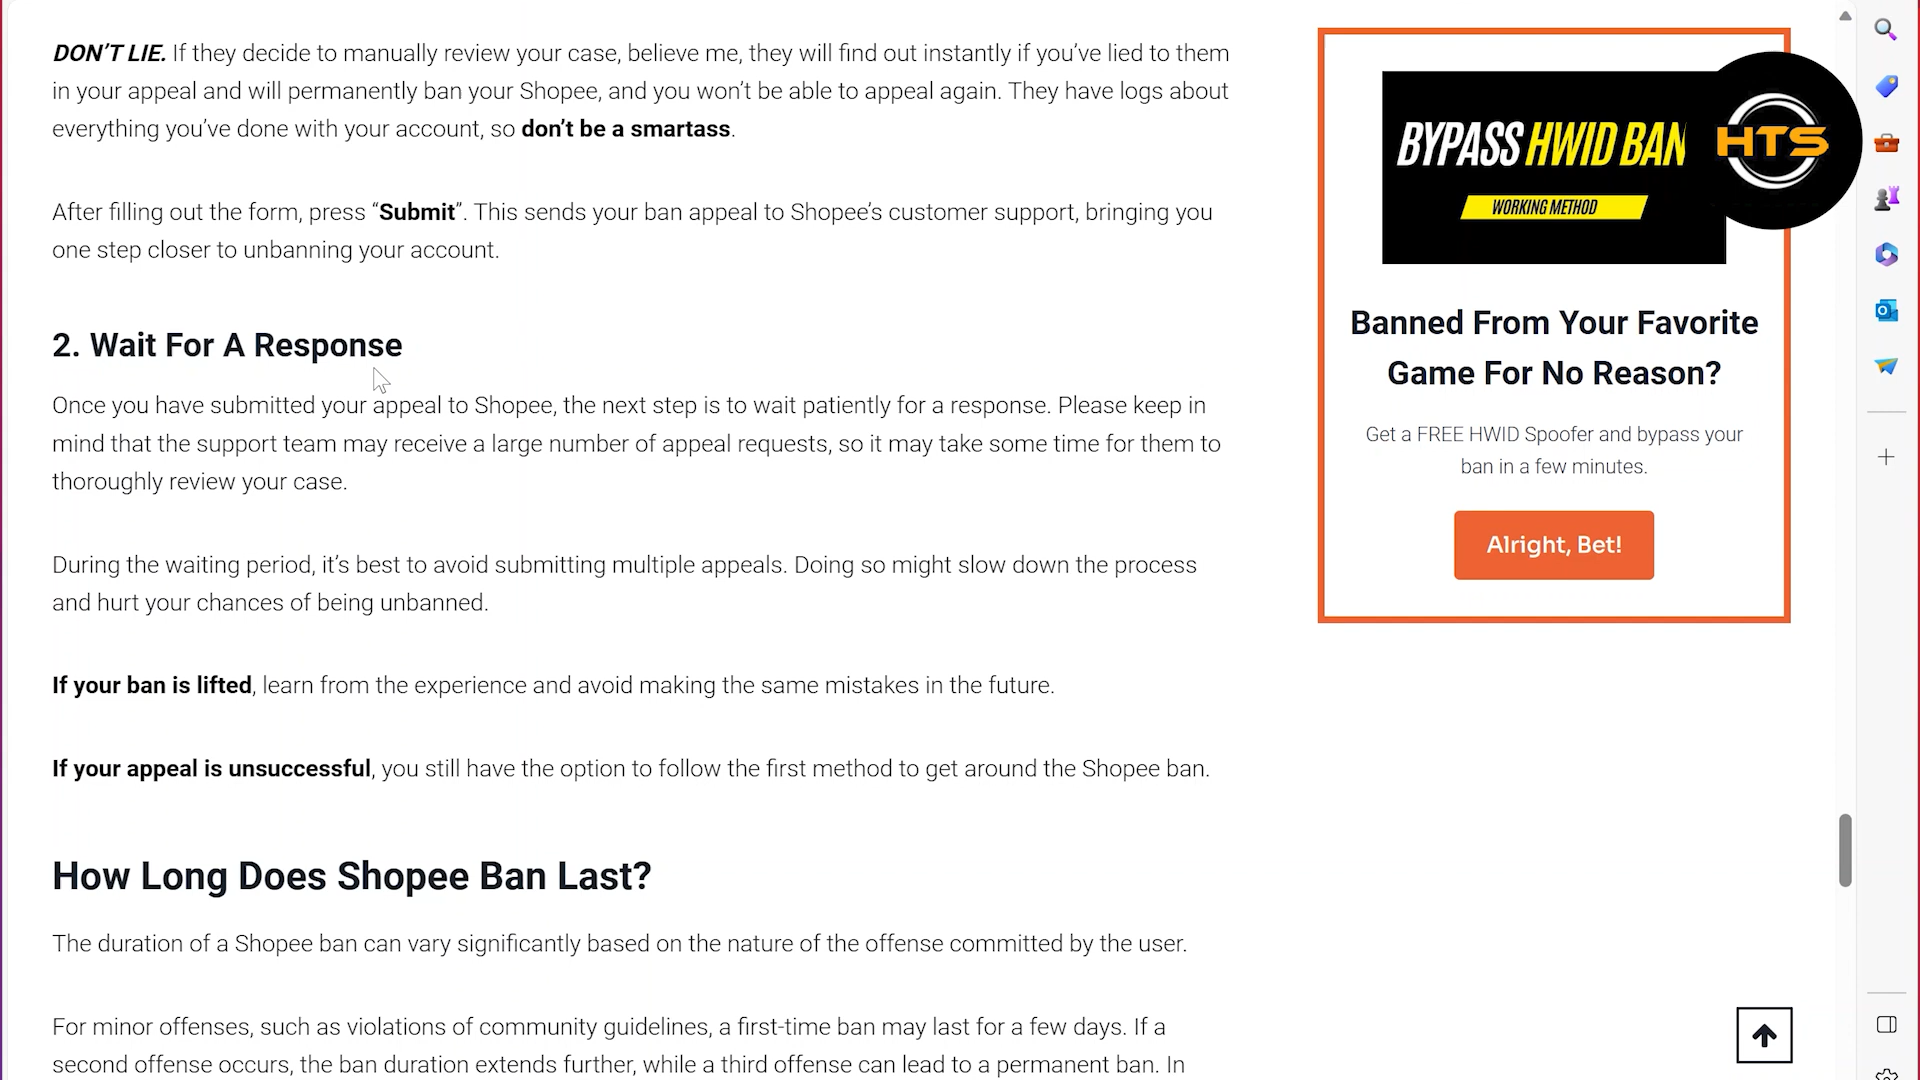 DON’T LIE. If they decide to manually review your case, believe me, they will find out instantly if you’ve lied to them
in your appeal and will permanently ban your Shopee, and you won’t be able to appeal again. They have logs about
everything you’ve done with your account, so don’t be a smartass.
After filling out the form, press “Submit”. This sends your ban appeal to Shopee’s customer support, bringing you
one step closer to unbanning your account.
2. Wait For A Response
Once you have submitted your appeal to Shopee, the next step is to wait patiently for a response. Please keep in
mind that the support team may receive a large number of appeal requests, so it may take some time for them to
thoroughly review your case.
During the waiting period, it’s best to avoid submitting multiple appeals. Doing so might slow down the process
and hurt your chances of being unbanned.
If your ban is lifted, learn from the experience and avoid making the same mistakes in the future.
If your appeal is unsuccessful, you still have the option to follow the first method to get around the Shopee ban.
How Long Does Shopee Ban Last?
The duration of a Shopee ban can vary significantly based on the nature of the offense committed by the user.
For minor offenses, such as violations of community guidelines, a first-time ban may last for a few days. If a
second offense occurs, the ban duration extends further, while a third offense can lead to a permanent ban. In
BYPASS HWID BAN
WORKING METHOD
HTS
Banned From Your Favorite
Game For No Reason?
Get a FREE HWID Spoofer and bypass your
ban in a few minutes.
Alright, Bet!